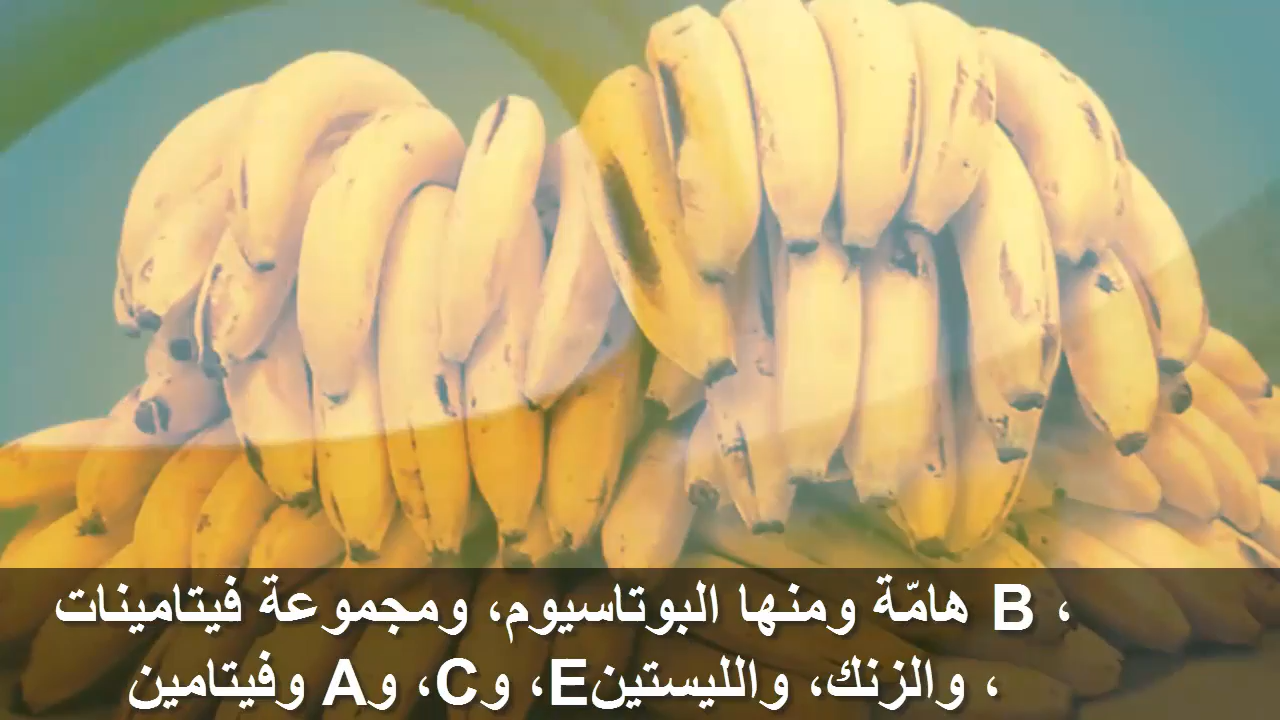 هامّة ومنها البوتاسيوم، ومجموعة فيتامينات B ،
وفيتامين A، وC، وE، والزنك، والليستين ،